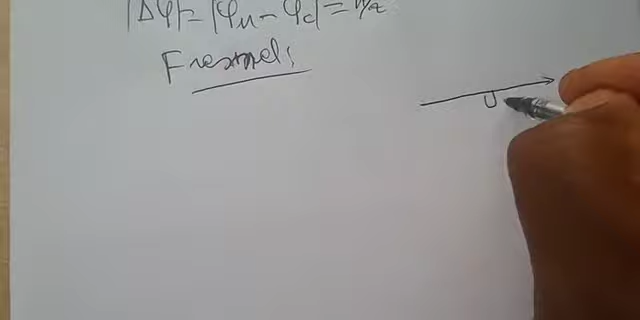 |Δφ| = |φu - φc| = π/2
Fresnel:
U